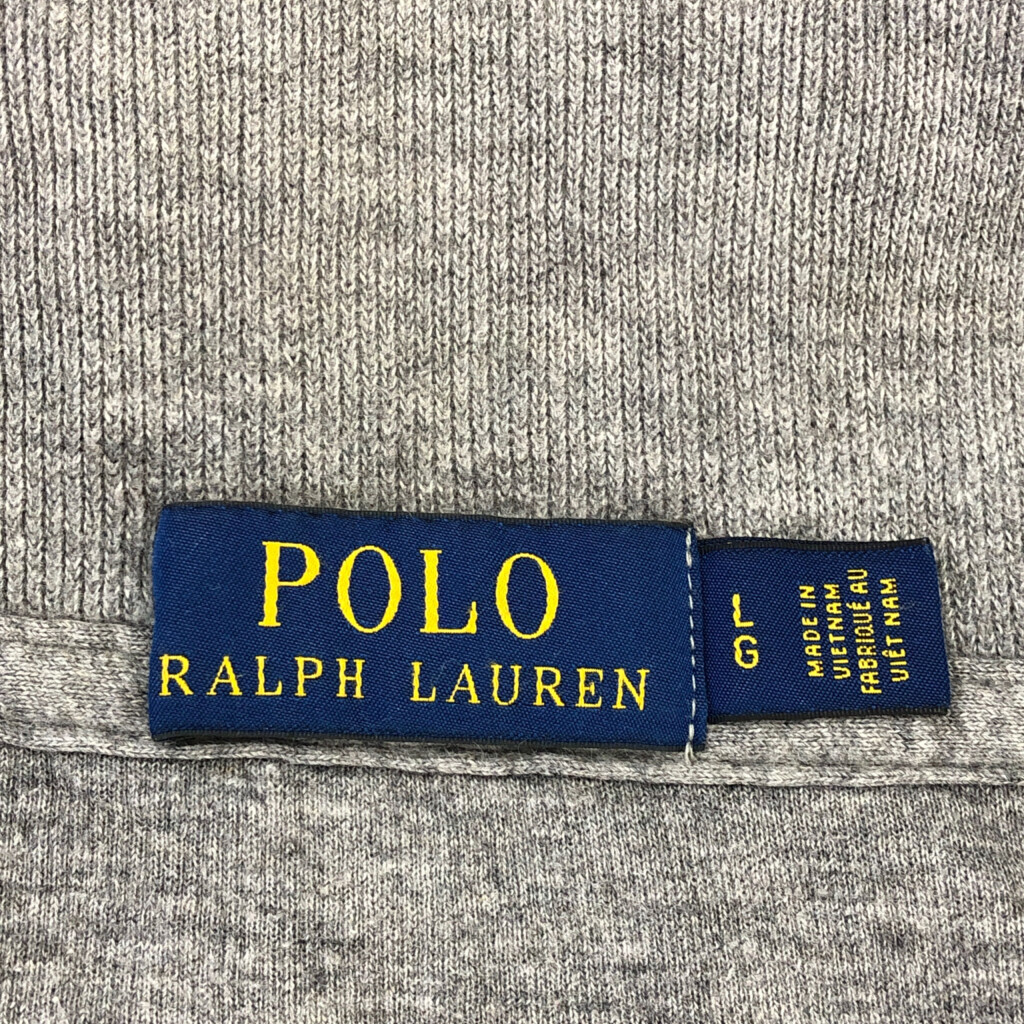 POLO
RALPH LAUREN
L
G
MADE IN
VIETNAM
FABRIQUÉ AU
VIÊT NAM